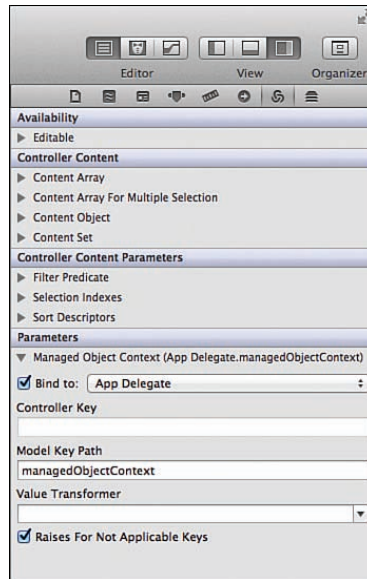 Editor View Organizer
Availability
Editable
Controller Content
Content Array
Content Array For Multiple Selection
Content Object
Content Set
Controller Content Parameters
Filter Predicate
Selection Indexes
Sort Descriptors
Parameters
Managed Object Context (App Delegate.managedObjectContext)
Bind to: App Delegate
Controller Key
Model Key Path
managedObjectContext
Value Transformer
Raises For Not Applicable Keys